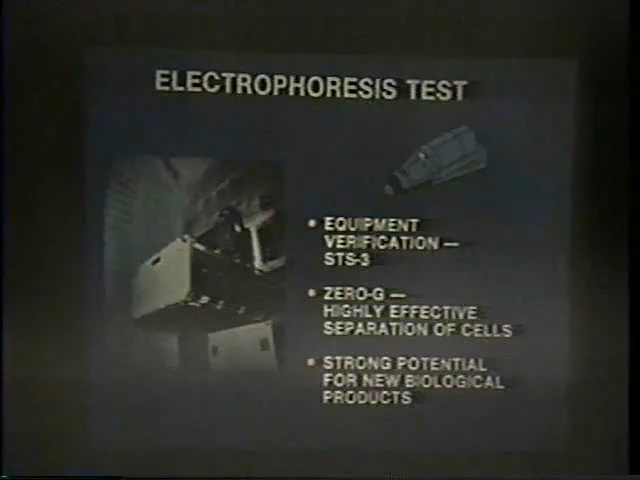 ELECTROPHORESIS TEST
• EQUIPMENT
VERIFICATION —
STS-3
• ZERO-G —
HIGHLY EFFECTIVE
SEPARATION OF CELLS
• STRONG POTENTIAL
FOR NEW BIOLOGICAL
PRODUCTS